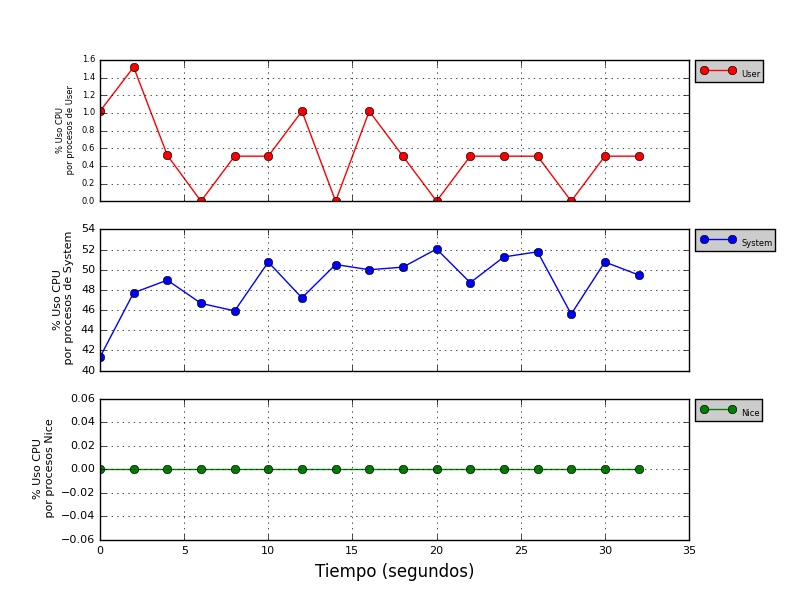 % Uso CPU
por procesos de User
1.6
1.4
1.2
1.0
0.8
0.6
0.4
0.2
0.0
User
% Uso CPU
por procesos de System
54
52
50
48
46
44
42
40
System
% Uso CPU
por procesos Nice
0.06
0.04
0.02
0.00
−0.02
−0.04
−0.06
Nice
0 5 10 15 20 25 30 35
Tiempo (segundos)